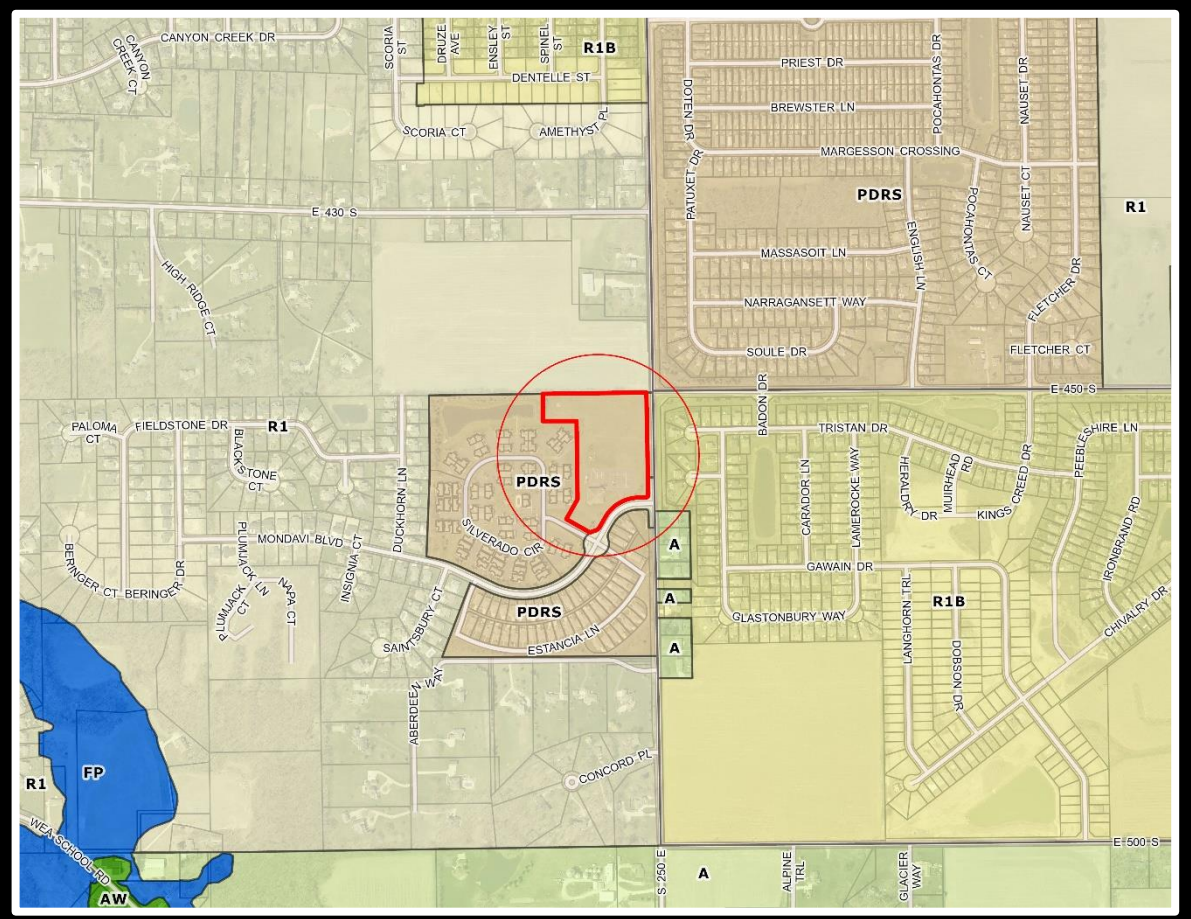 CANYON CREEK DR
CANYON
CREEK CT
SCORIA
ST
DRUZE
AVE
ENSLEY
ST
SPINEL
ST
R1B
DENTELLE ST
SCORIA CT
AMETHYST PL
PRIEST DR
BREWSTER LN
MARGESSON CROSSING
DOTEN DR
PATUXET DR
POCAHONTAS DR
NAUSET DR
NAUSET CT
POCAHONTAS CT
PDRS
R1
E 430 S
HIGH RIDGE CT
MASSASOIT LN
ENGLISH LN
NARRAGANSETT WAY
FLETCHER DR
SOULE DR
FLETCHER CT
BADON DR
E 450 S
PALOMA
CT
FIELDSTONE DR
R1
BLACKSTONE
CT
DUCKHORN LN
TRISTAN DR
PEEBLESHIRE LN
CARADOR LN
LAMEROCKE WAY
HERALDRY DR
MUIRHEAD
RD
KINGS CREED DR
PDRS
SILVERADO CIR
MONDAVI BLVD
BERINGER CT
BERINGER DR
PLUMJACK LN
PLUMJACK
CT
NAPA CT
INSIGNIA CT
SAINTSBURY CT
PDRS
ESTANCIA LN
A
A
A
GAWAIN DR
GLASTONBURY WAY
LANGHORN TRL
R1B
DOBSON DR
IRONBRAND RD
CHIVALRY DR
ABERDEEN WAY
CONCORD PL
FP
R1
WEA SCHOOL RD
AW
S 250 E
A
ALPINE
TRL
GLACIER
WAY
E 500 S